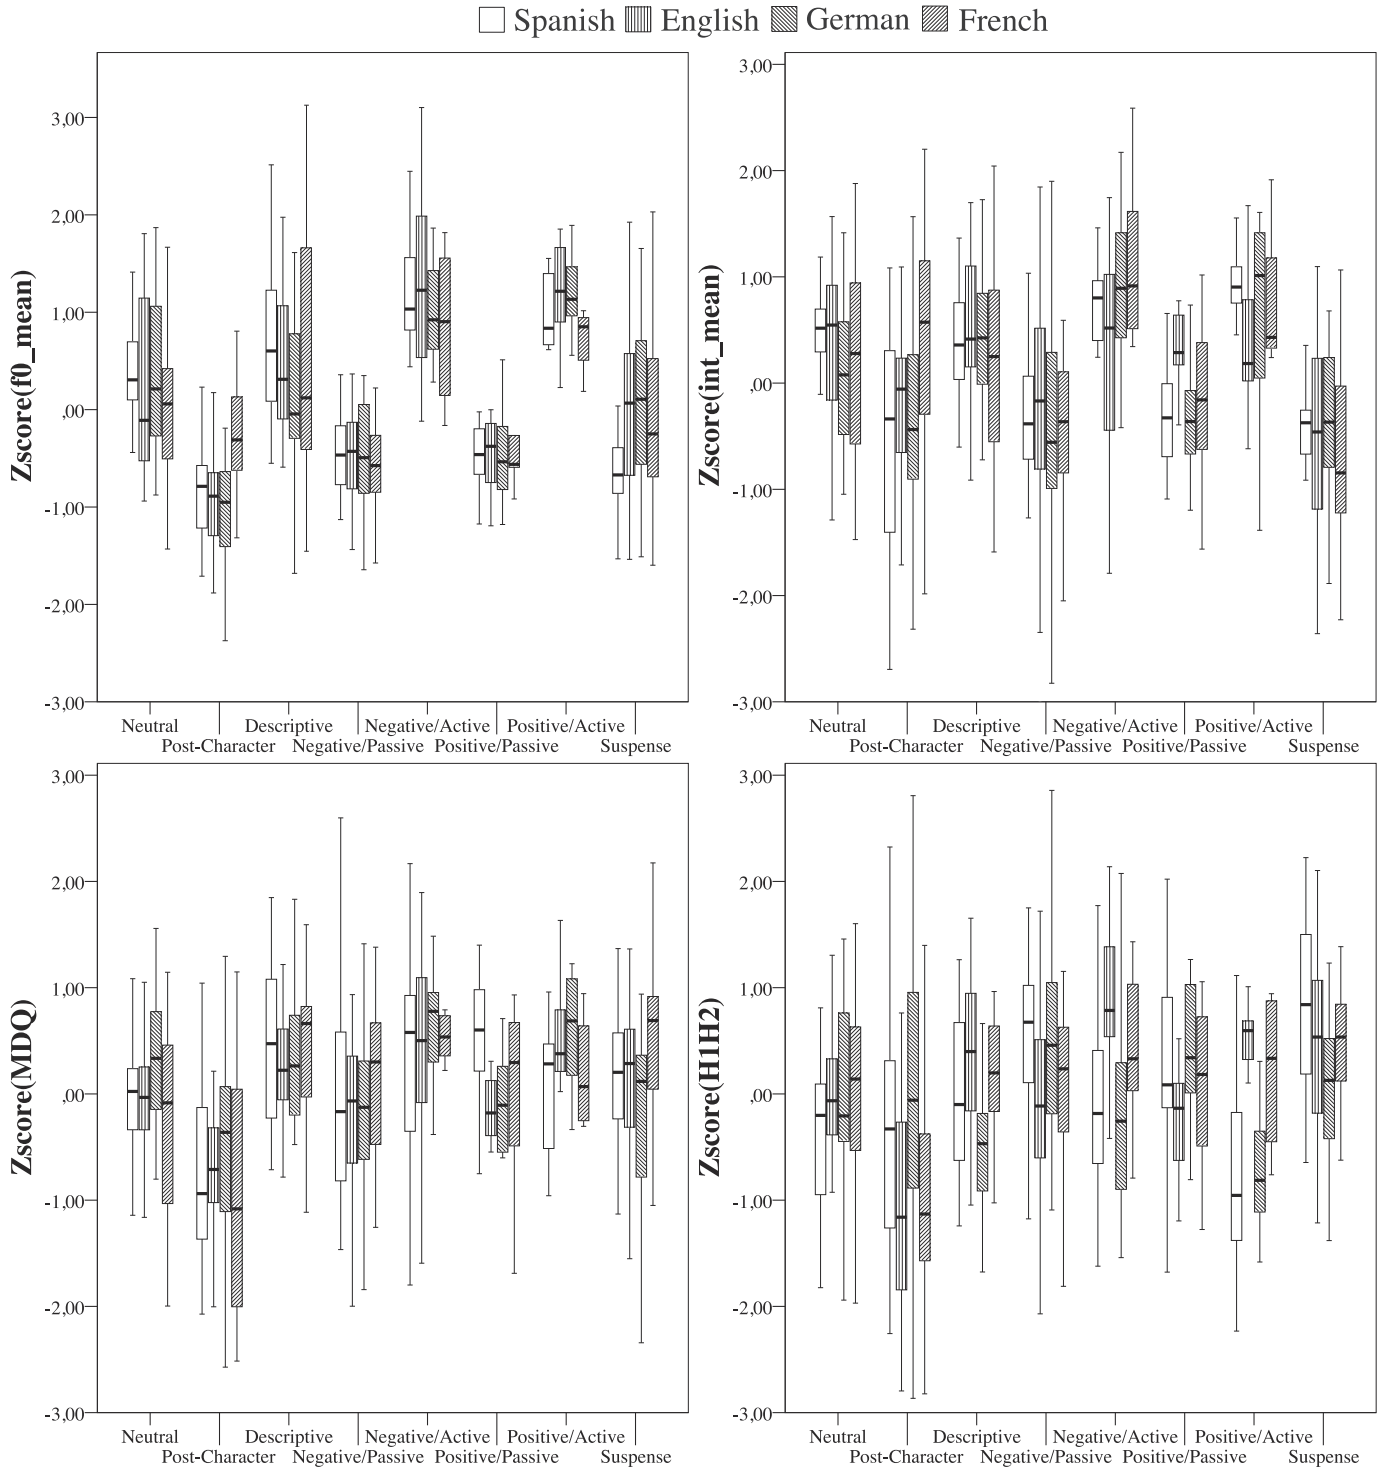 Spanish English German French
Zscore(f0_mean)
3,00
2,00
1,00
,00
-1,00
-2,00
-3,00
Neutral Descriptive Negative/Active Positive/Active
Post-Character Negative/Passive Positive/Passive Suspense
Zscore(int_mean)
3,00
2,00
1,00
,00
-1,00
-2,00
-3,00
Neutral Descriptive Negative/Active Positive/Active
Post-Character Negative/Passive Positive/Passive Suspense
Zscore(MDQ)
3,00
2,00
1,00
,00
-1,00
-2,00
-3,00
Neutral Descriptive Negative/Active Positive/Active
Post-Character Negative/Passive Positive/Passive Suspense
Zscore(H1H2)
3,00
2,00
1,00
,00
-1,00
-2,00
-3,00
Neutral Descriptive Negative/Active Positive/Active
Post-Character Negative/Passive Positive/Passive Suspense